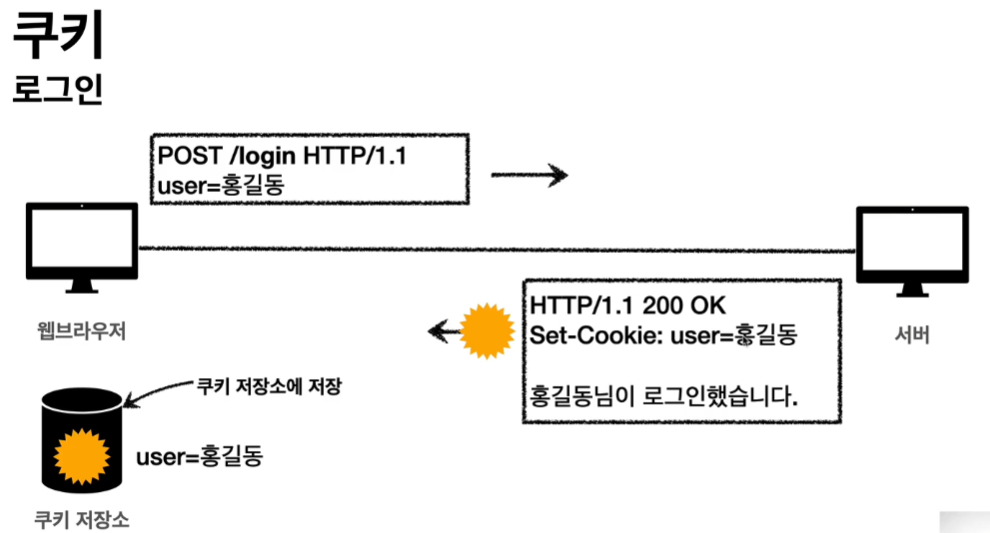 쿠키
로그인
POST /login HTTP/1.1
user=홍길동
웹브라우저
HTTP/1.1 200 OK
Set-Cookie: user=홍길동
홍길동님이 로그인했습니다.
서버
쿠키 저장소에 저장
user=홍길동
쿠키 저장소